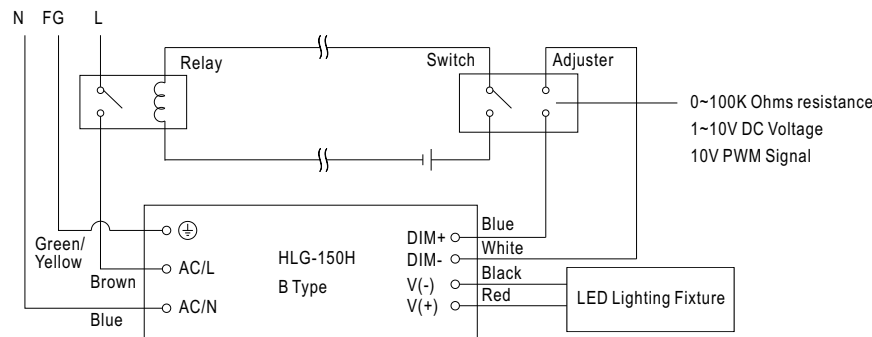 N FG L
Relay
Switch
Adjuster
0~100K Ohms resistance
1~10V DC Voltage
10V PWM Signal
Green/
Yellow
Brown
Blue
AC/L
AC/N
HLG-150H
B Type
DIM+
DIM-
V(-)
V(+)
Blue
White
Black
Red
LED Lighting Fixture